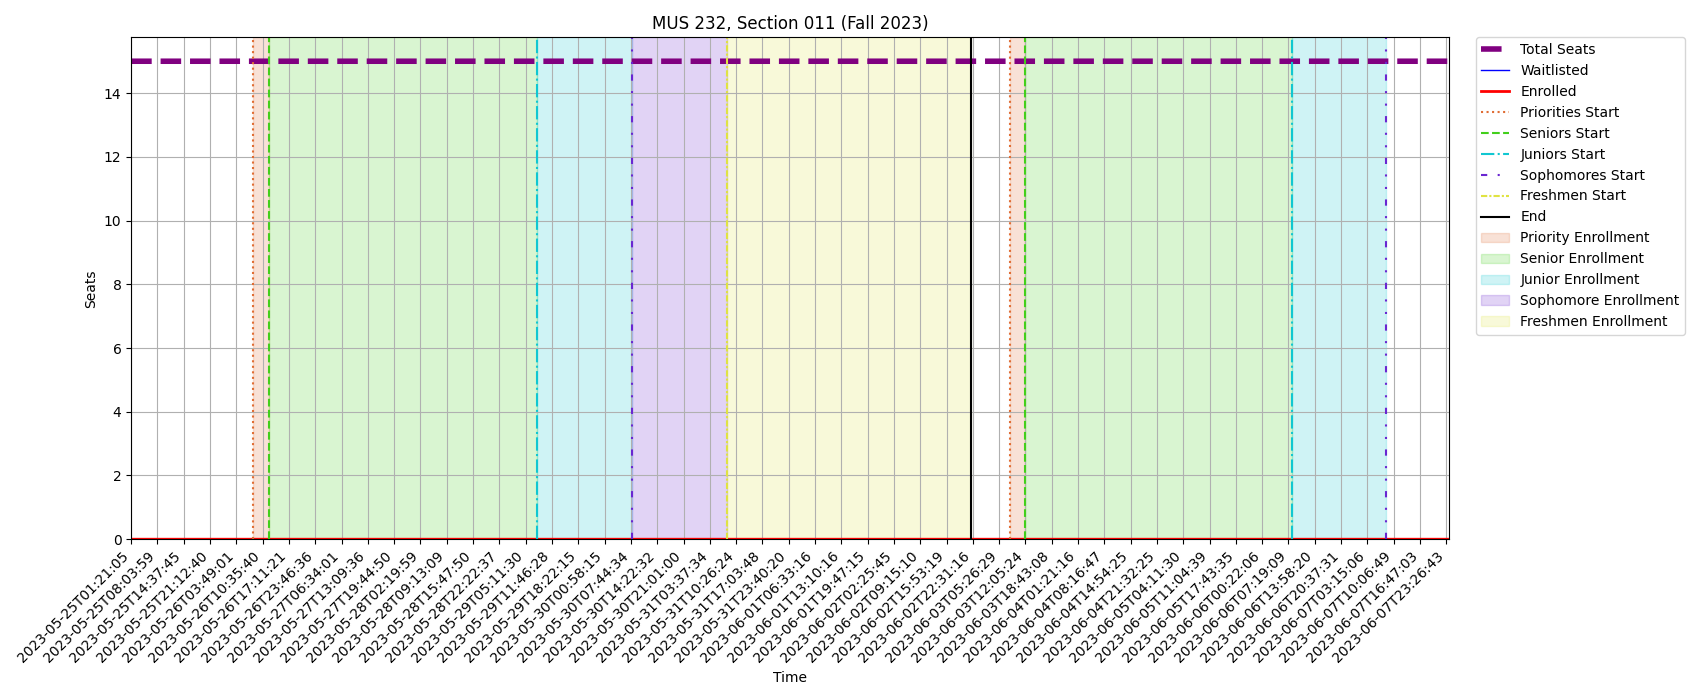 MUS 232, Section 011 (Fall 2023)
Seats
14
12
10
8
6
4
2
0
2023-05-25T01:21:05
2023-05-25T08:03:59
2023-05-25T14:37:45
2023-05-25T21:12:40
2023-05-26T03:49:01
2023-05-26T10:35:40
2023-05-26T17:11:21
2023-05-26T23:46:36
2023-05-27T06:34:01
2023-05-27T13:09:36
2023-05-27T19:44:50
2023-05-28T02:19:59
2023-05-28T09:13:09
2023-05-28T15:47:50
2023-05-28T22:22:37
2023-05-29T05:11:30
2023-05-29T11:46:28
2023-05-29T18:22:15
2023-05-30T00:58:15
2023-05-30T07:44:34
2023-05-30T14:22:32
2023-05-30T21:01:00
2023-05-31T03:37:34
2023-05-31T10:26:24
2023-05-31T17:03:48
2023-05-31T23:40:20
2023-06-01T06:33:16
2023-06-01T13:10:16
2023-06-01T19:47:15
2023-06-02T02:25:45
2023-06-02T09:15:10
2023-06-02T15:53:19
2023-06-02T22:31:16
2023-06-03T05:26:29
2023-06-03T12:05:24
2023-06-03T18:43:08
2023-06-04T01:21:16
2023-06-04T08:16:47
2023-06-04T14:54:25
2023-06-04T21:32:25
2023-06-05T04:11:30
2023-06-05T11:04:39
2023-06-05T17:43:35
2023-06-06T00:22:06
2023-06-06T07:19:09
2023-06-06T13:58:20
2023-06-06T20:37:31
2023-06-07T03:15:06
2023-06-07T10:06:49
2023-06-07T16:47:03
2023-06-07T23:26:43
Time
Total Seats
Waitlisted
Enrolled
Priorities Start
Seniors Start
Juniors Start
Sophomores Start
Freshmen Start
End
Priority Enrollment
Senior Enrollment
Junior Enrollment
Sophomore Enrollment
Freshmen Enrollment